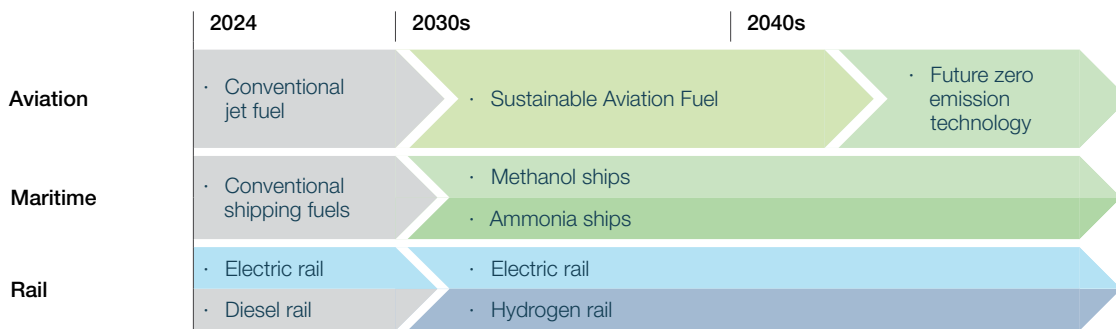 2024 2030s 2040s
Aviation
· Conventional
jet fuel
· Sustainable Aviation Fuel
· Future zero
emission
technology
Maritime
· Conventional
shipping fuels
· Methanol ships
· Ammonia ships
Rail
· Electric rail
· Diesel rail
· Electric rail
· Hydrogen rail